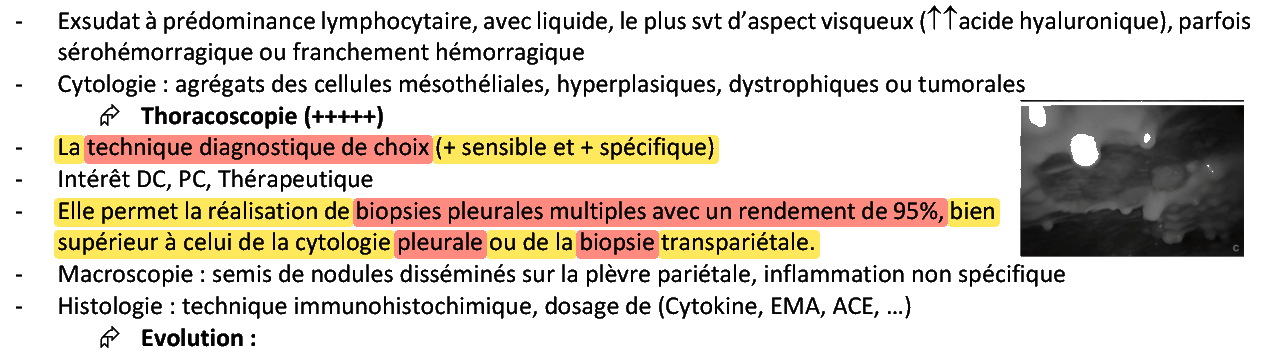 - Exsudat à prédominance lymphocytaire, avec liquide, le plus svt d’aspect visqueux (↑↑acide hyaluronique), parfois
sérohémorragique ou franchement hémorragique
- Cytologie : agrégats des cellules mésothéliales, hyperplasiques, dystrophiques ou tumorales
Thoracoscopie (+++++)
- La technique diagnostique de choix (+ sensible et + spécifique)
- Intérêt DC, PC, Thérapeutique
- Elle permet la réalisation de biopsies pleurales multiples avec un rendement de 95%, bien
supérieur à celui de la cytologie pleurale ou de la biopsie transpariétale.
- Macroscopie : semis de nodules disséminés sur la plèvre pariétale, inflammation non spécifique
- Histologie : technique immunohistochimique, dosage de (Cytokine, EMA, ACE, …)
Evolution :
C